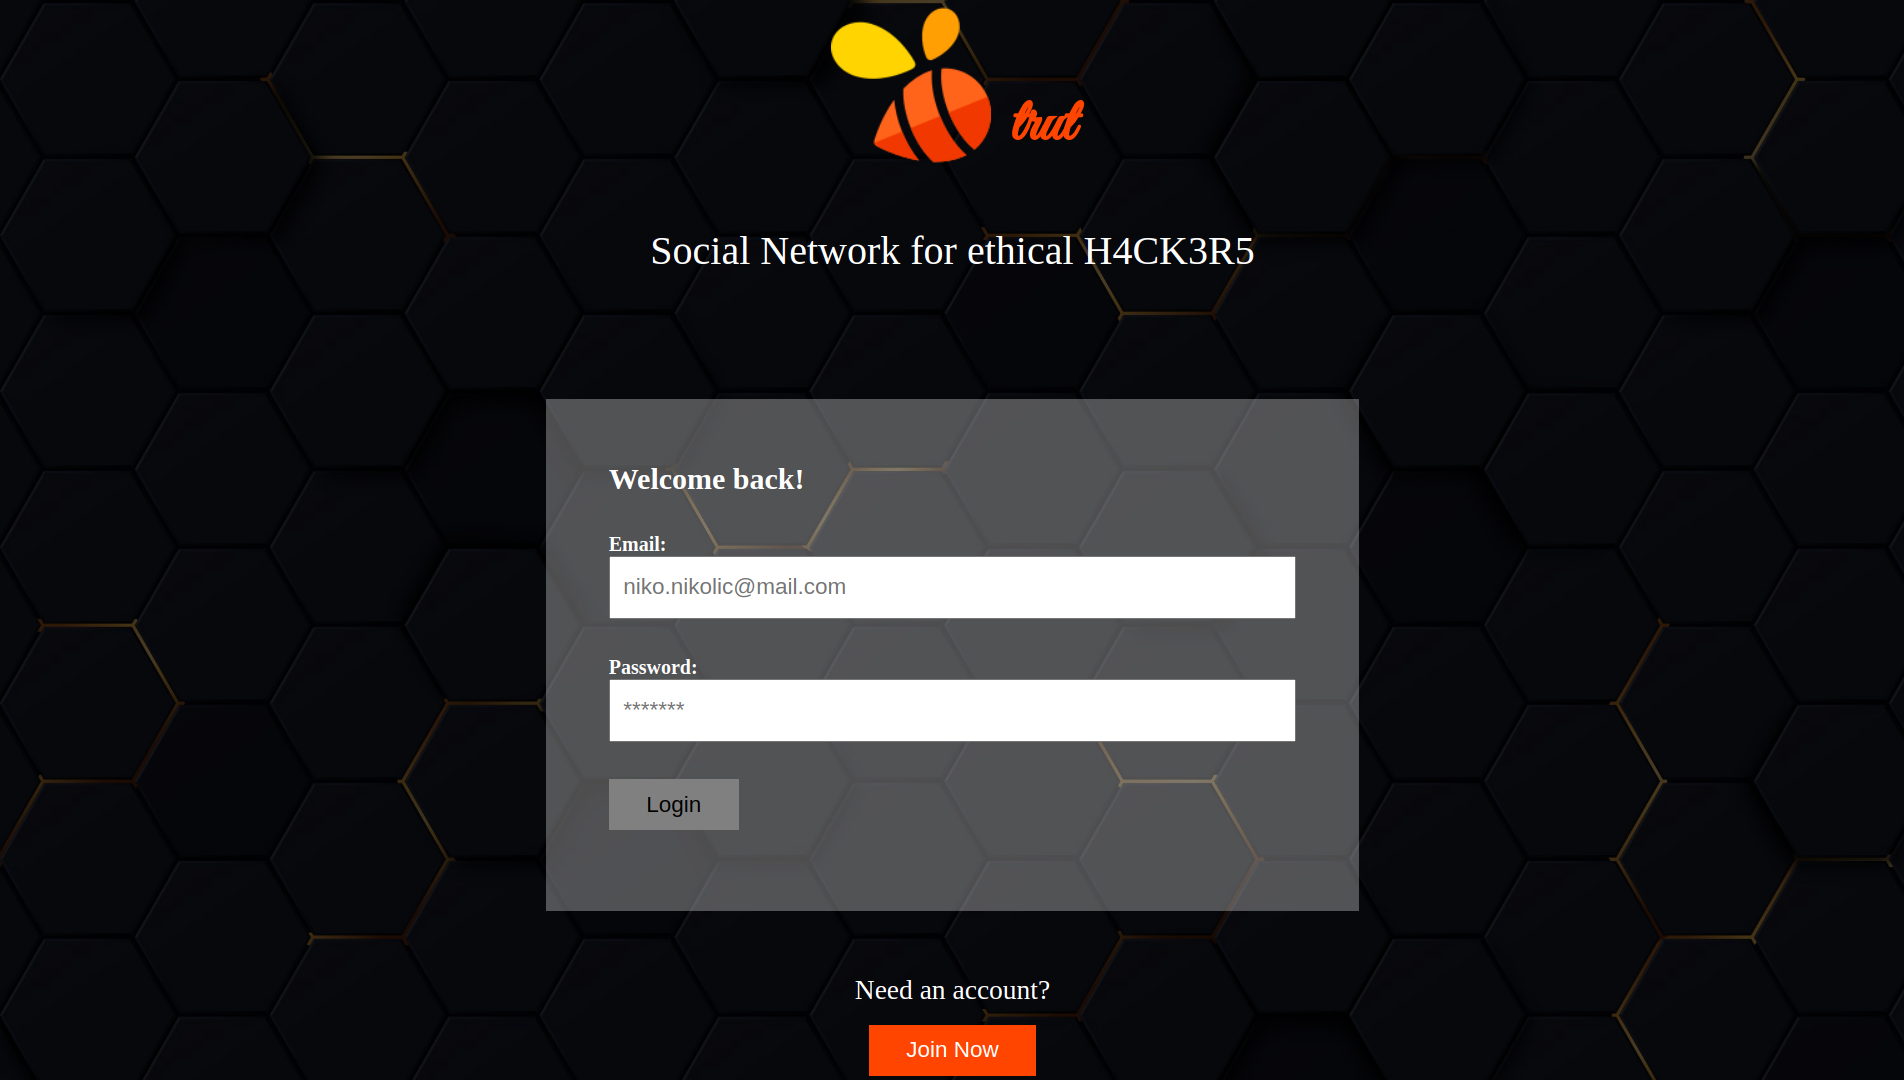 trut
Social Network for ethical H4CK3R5
Welcome back!
Email:
niko.nikolic@mail.com
Password:
*******
Login
Need an account?
Join Now